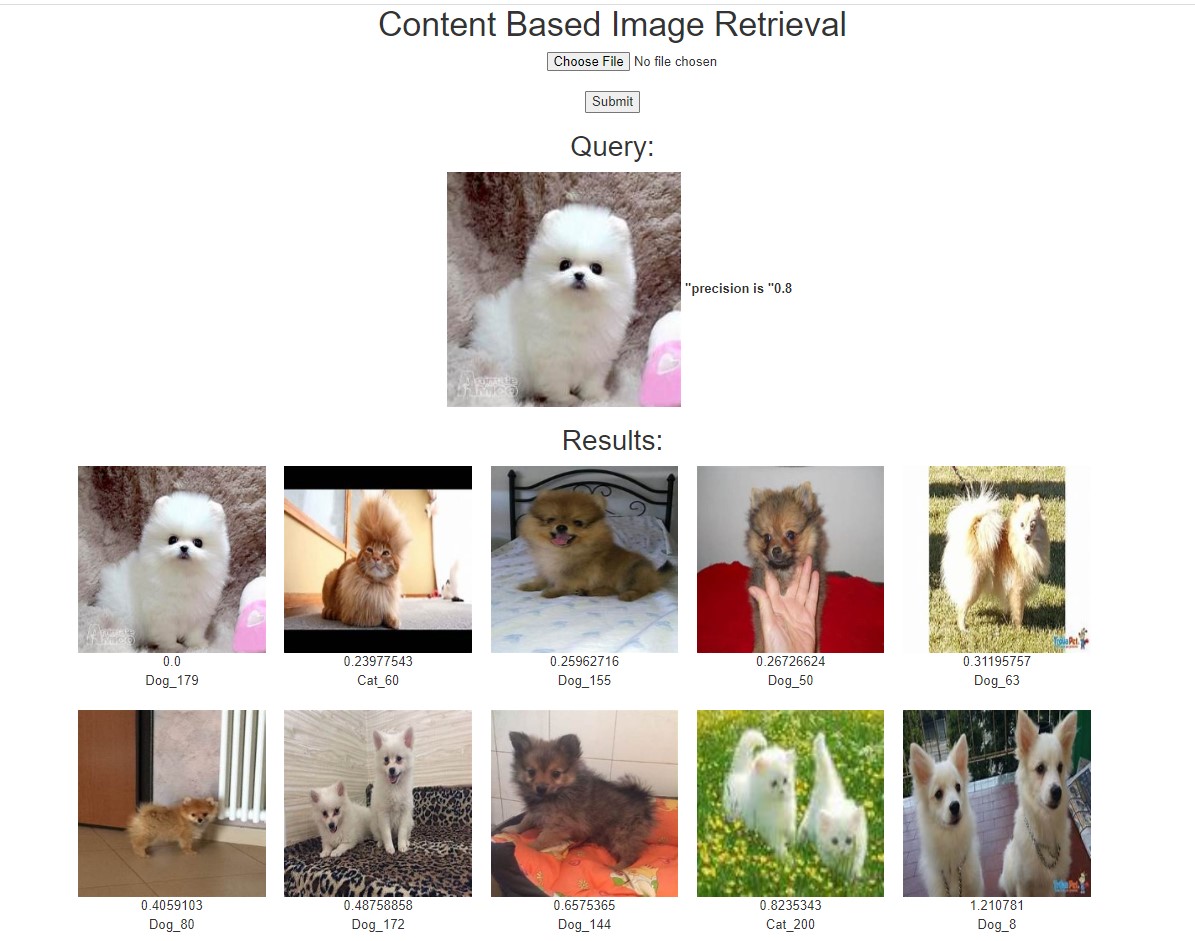 Content Based Image Retrieval
Choose File No file chosen
Submit
Query:
"precision is "0.8
Results:
0.0 0.23977543 0.25962716 0.26726624 0.31195757
Dog_179 Cat_60 Dog_155 Dog_50 Dog_63
0.4059103 0.48758858 0.6575365 0.8235343 1.210781
Dog_80 Dog_172 Dog_144 Cat_200 Dog_8